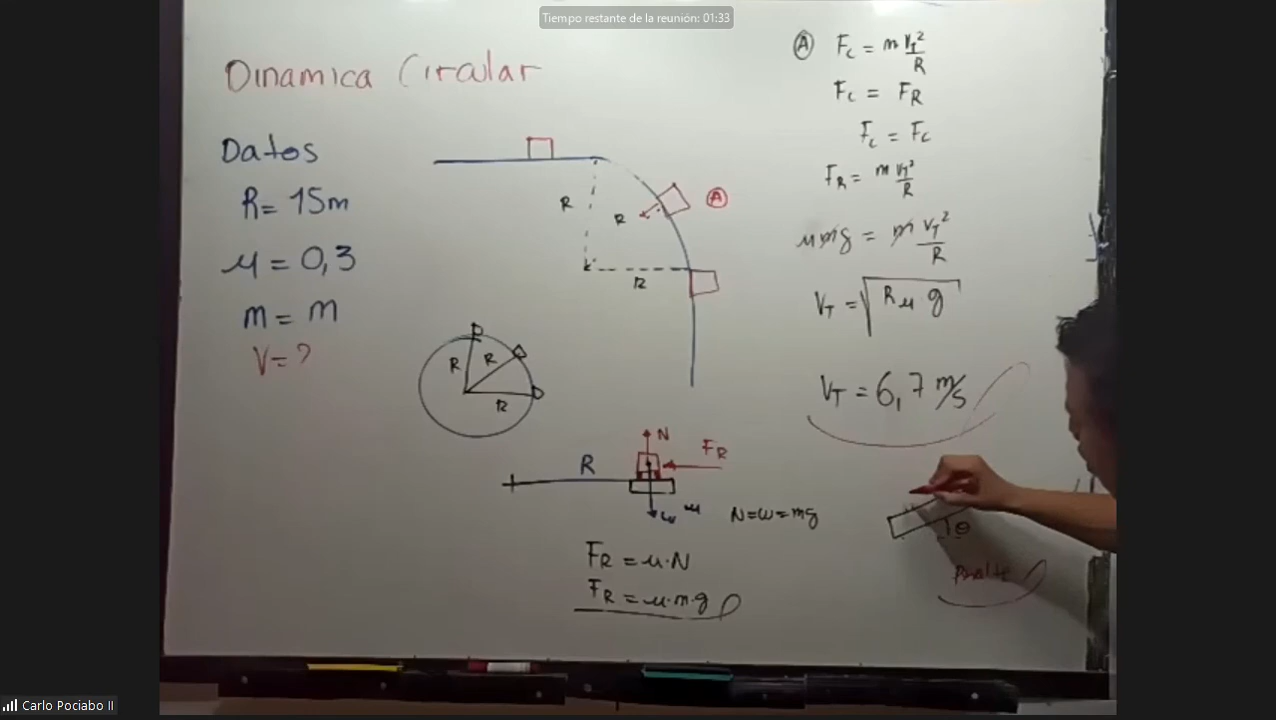 Tiempo restante de la reunión: 01:33
Dinamica Circular
Datos
R = 15m
μ = 0,3
m = m
V = ?
R
R
R
A
R
R
R
R
N
FR
w
μ
N=w=mg
FR = μ·N
FR = μ·m·g
A Fc = m VT²/R
Fc = FR
Fc = Fc
FR = m VT²/R
μmg = m VT²/R
VT = √Rμg
VT = 6,7 m/s
θ
Carlo Pociabo II